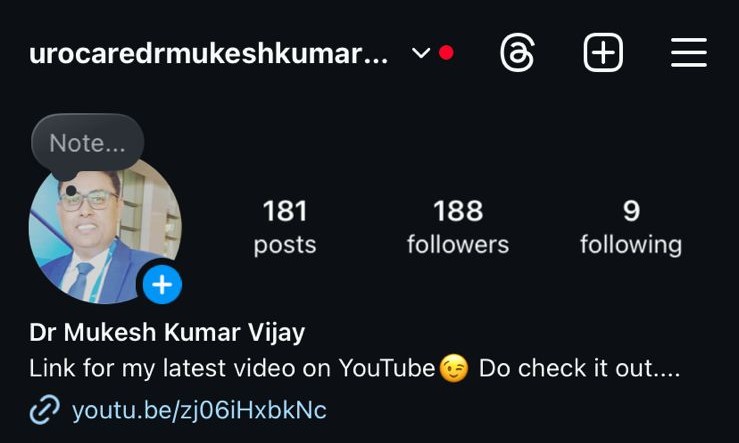 urocaredrmukeshkumar...
Note...
181 188 9
posts followers following
Dr Mukesh Kumar Vijay
Link for my latest video on YouTube😉 Do check it out....
youtu.be/zj06iHxbkNc